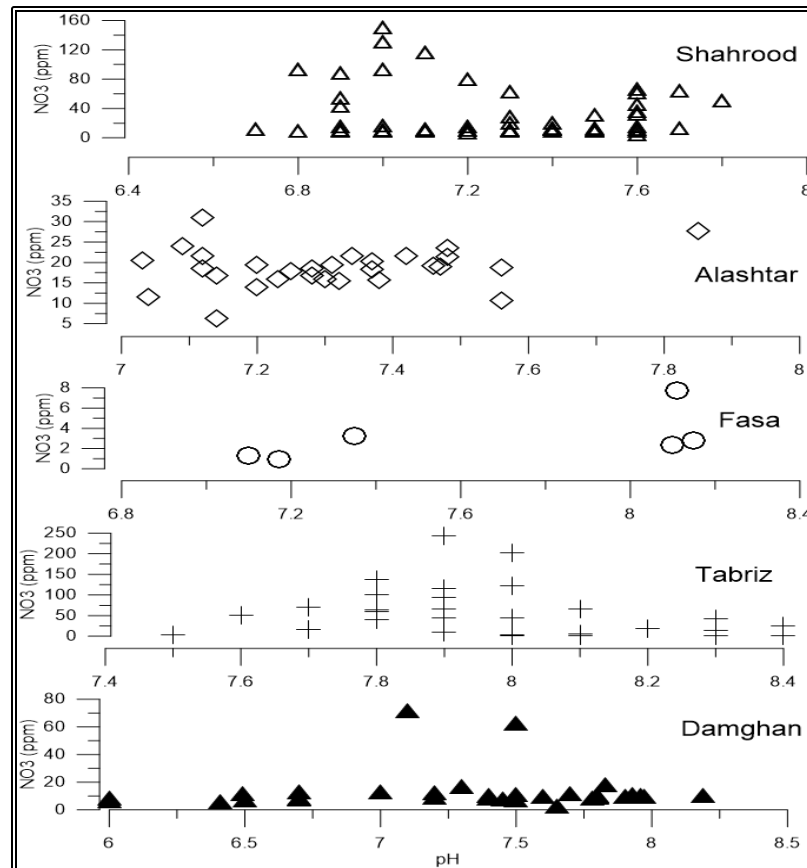 160
120
80
40
0
NO3 (ppm)
Shahrood
6.4 6.8 7.2 7.6 8
35
30
25
20
15
10
5
NO3 (ppm)
Alashtar
7 7.2 7.4 7.6 7.8 8
8
6
4
2
0
NO3 (ppm)
Fasa
6.8 7.2 7.6 8 8.4
250
200
150
100
50
0
NO3 (ppm)
Tabriz
7.4 7.6 7.8 8 8.2 8.4
80
60
40
20
0
NO3 (ppm)
Damghan
6 6.5 7 7.5 8 8.5
pH